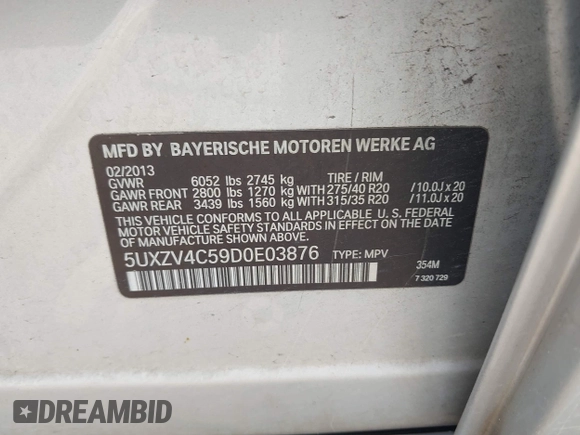 MFD BY BAYERISCHE MOTOREN WERKE AG
02/2013
GVWR 6052 lbs 2745 kg TIRE / RIM
GAWR FRONT 2800 lbs 1270 kg WITH 275/40 R20 /10.0J x 20
GAWR REAR 3439 lbs 1560 kg WITH 315/35 R20 /11.0J x 20
THIS VEHICLE CONFORMS TO ALL APPLICABLE U. S. FEDERAL
MOTOR VEHICLE SAFETY STANDARDS IN EFFECT ON THE
DATE OF MANUFACTURE SHOWN ABOVE.
5UXZV4C59D0E03876 TYPE: MPV
354M
7 320 729
DREAMBID